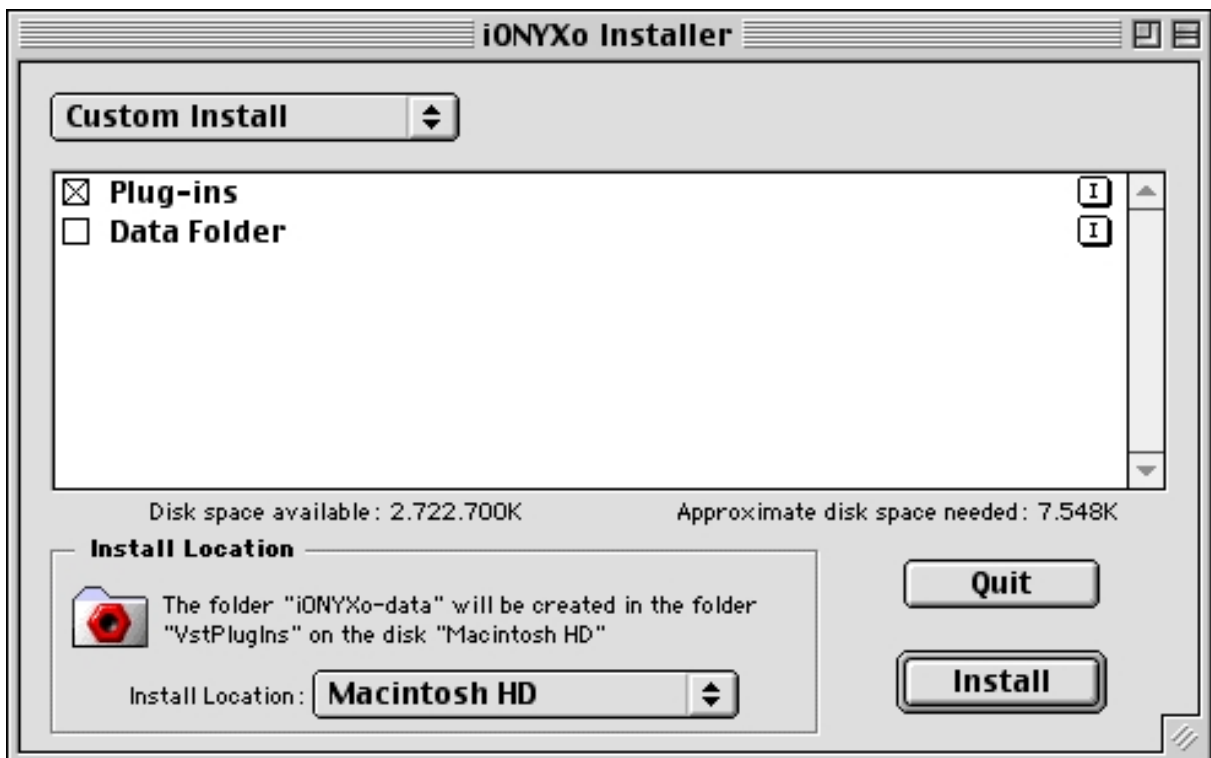 iONYXo Installer
Custom Install
Plug-ins I
Data Folder I
Disk space available: 2.722.700K Approximate disk space needed: 7.548K
Install Location
The folder "iONYXo-data" will be created in the folder
"VstPlugIns" on the disk "Macintosh HD"
Install Location: Macintosh HD
Quit
Install